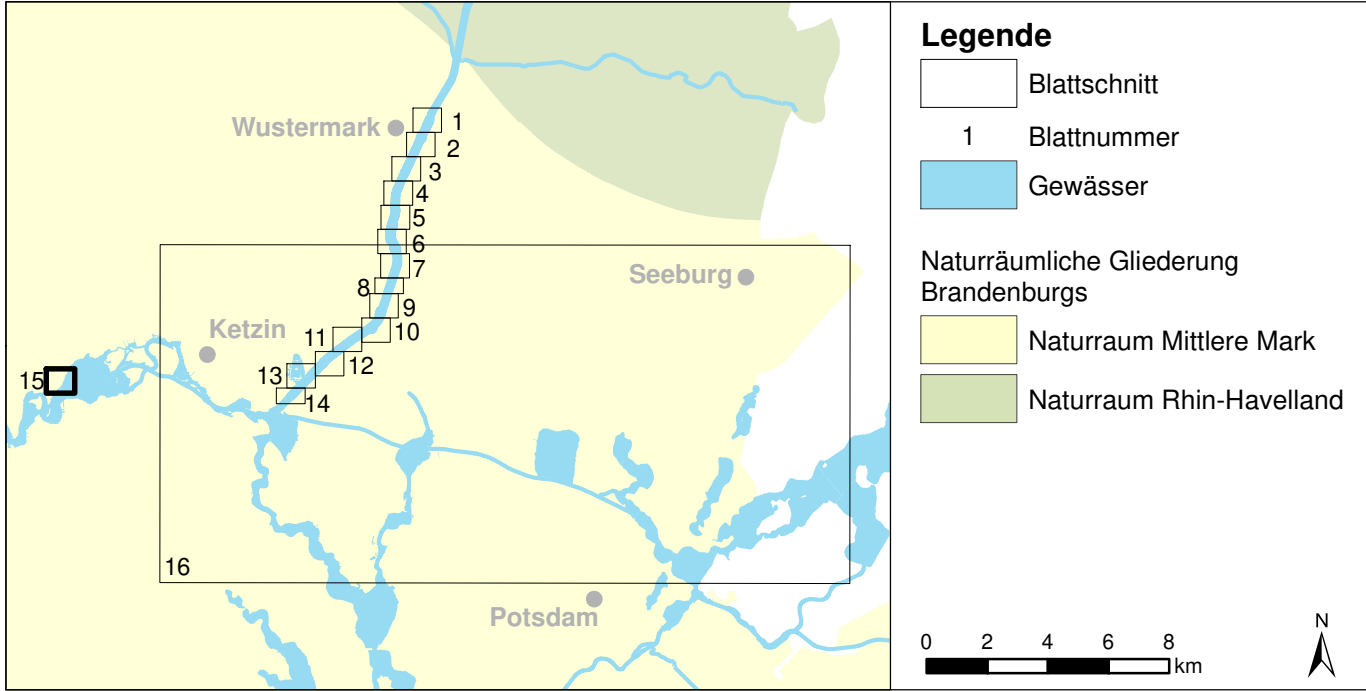 Wustermark
1
2
3
4
5
6
7
8
9
10
11
12
13
14
15
16
Seeburg
Ketzin
Potsdam
Legende
Blattschnitt
1 Blattnummer
Gewässer
Naturräumliche Gliederung
Brandenburgs
Naturraum Mittlere Mark
Naturraum Rhin-Havelland
0 2 4 6 8
km
N